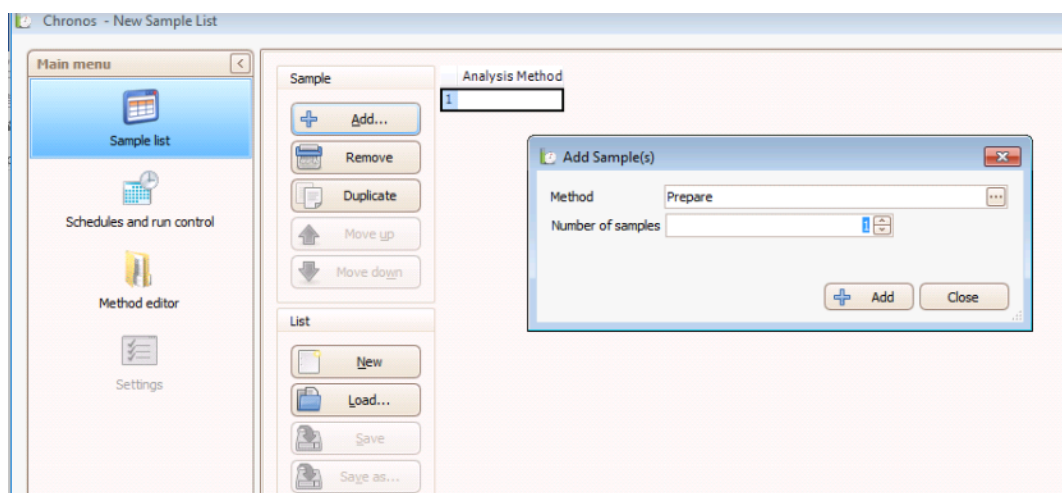 Chronos - New Sample List
Main menu
Sample list
Schedules and run control
Method editor
Settings
Sample
Add...
Remove
Duplicate
Move up
Move down
List
New
Load...
Save
Save as...
Analysis Method
1
Add Sample(s)
Method Prepare
Number of samples 1
Add Close